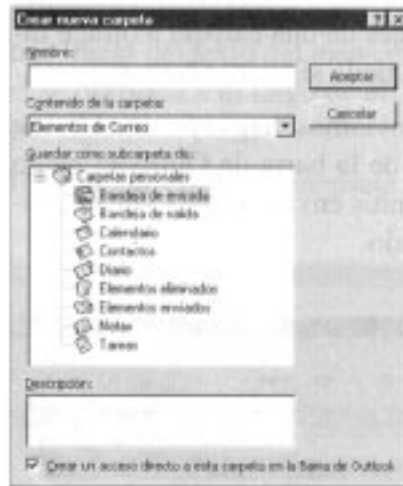 Crear nueva carpeta
Nombre:
Aceptar
Contenido de la carpeta:
Cancelar
Elementos de Correo
Guardar como subcarpeta de:
Carpetas personales
Bandeja de entrada
Bandeja de salida
Calendario
Contactos
Diario
Elementos eliminados
Elementos enviados
Notas
Tareas
Descripción:
Crear un acceso directo a esta carpeta en la Barra de Outlook